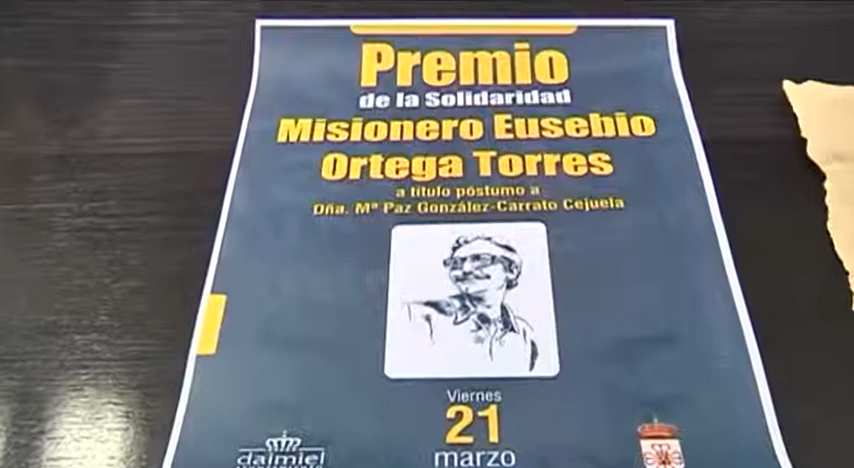 Premio
de la Solidaridad
Misionero Eusebio
Ortega Torres
a título póstumo a
Dña. Mª Paz González-Carrato Cejuela
Viernes
21
marzo
daimiel